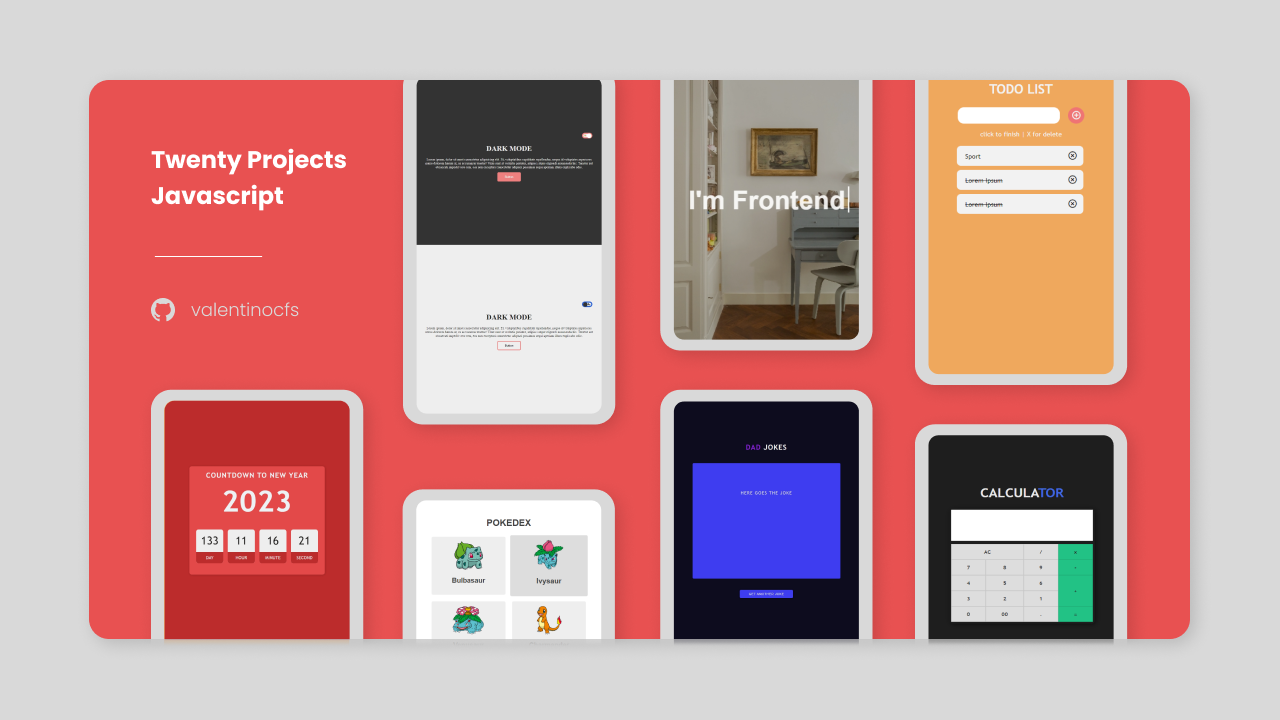 Twenty Projects
Javascript
valentinocfs
DARK MODE
DARK MODE
I'm Frontend
TODO LIST
click to finish | X for delete
Sport
Lorem Ipsum
Lorem Ipsum
COUNTDOWN TO NEW YEAR
2023
133 11 16 21
DAY HOUR MINUTE SECOND
POKEDEX
Bulbasaur Ivysaur
DAD JOKES
HERE GOES THE JOKE
GET ANOTHER JOKE
CALCULATOR
AC / x
7 8 9 -
4 5 6
3 2 1
0 00 . =